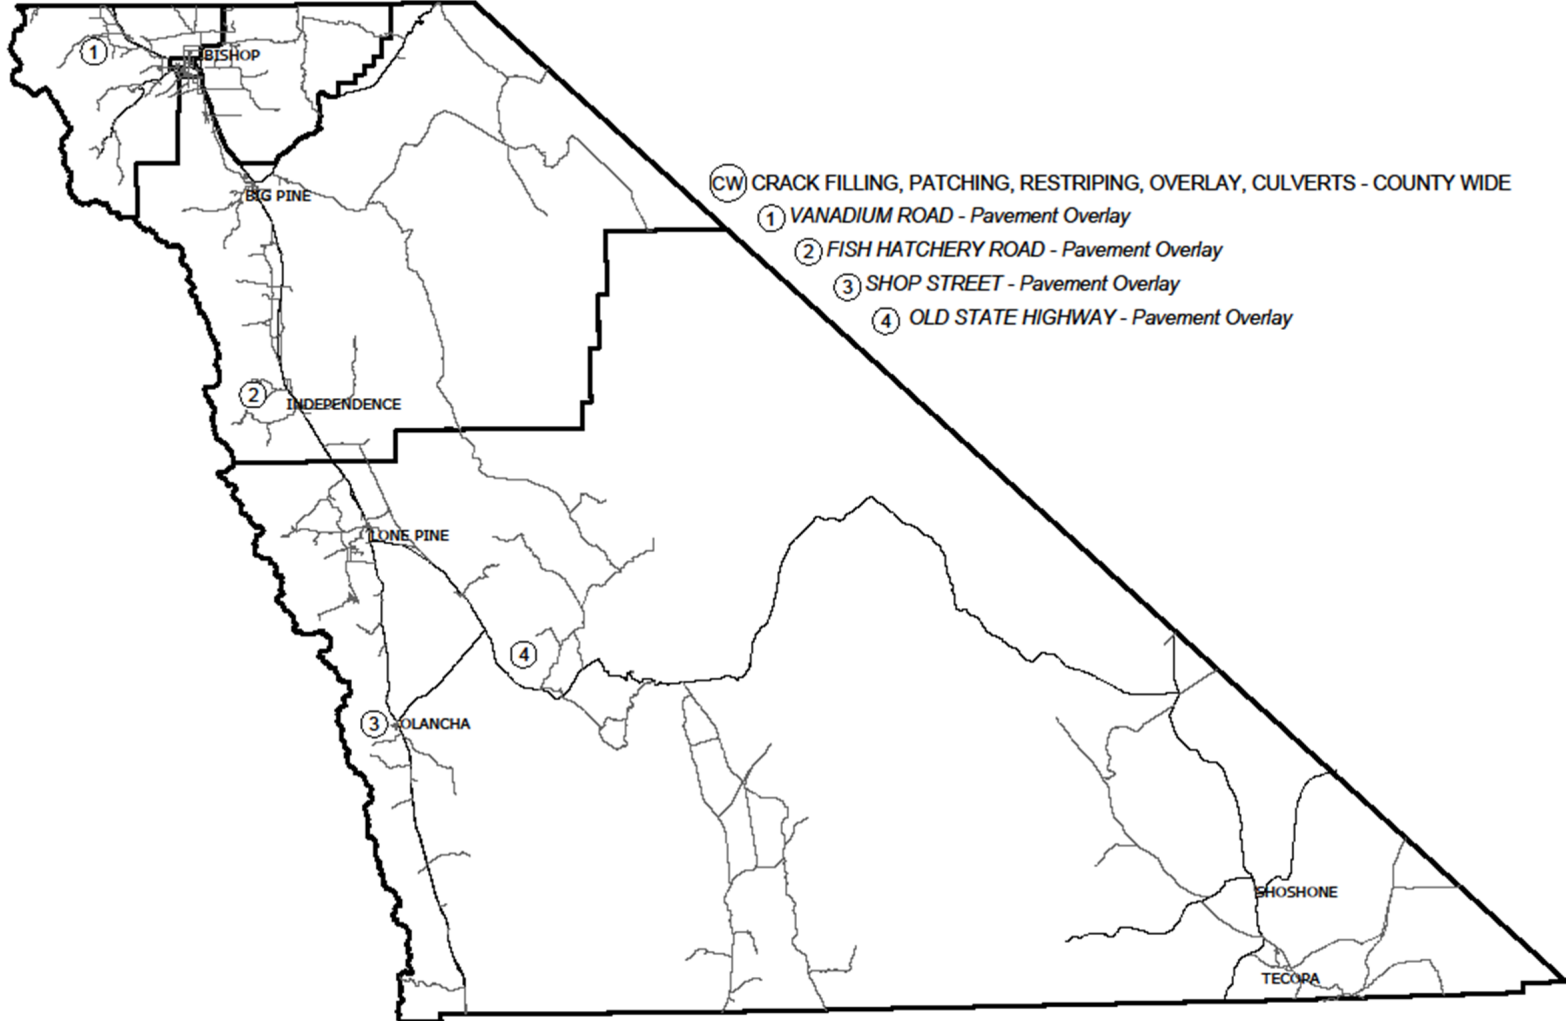 1
BISHOP
BIG PINE
CW CRACK FILLING, PATCHING, RESTRIPING, OVERLAY, CULVERTS - COUNTY WIDE
1 VANADIUM ROAD - Pavement Overlay
2 FISH HATCHERY ROAD - Pavement Overlay
3 SHOP STREET - Pavement Overlay
4 OLD STATE HIGHWAY - Pavement Overlay
2
INDEPENDENCE
LONE PINE
4
3
OLANCHA
SHOSHONE
TECOPA